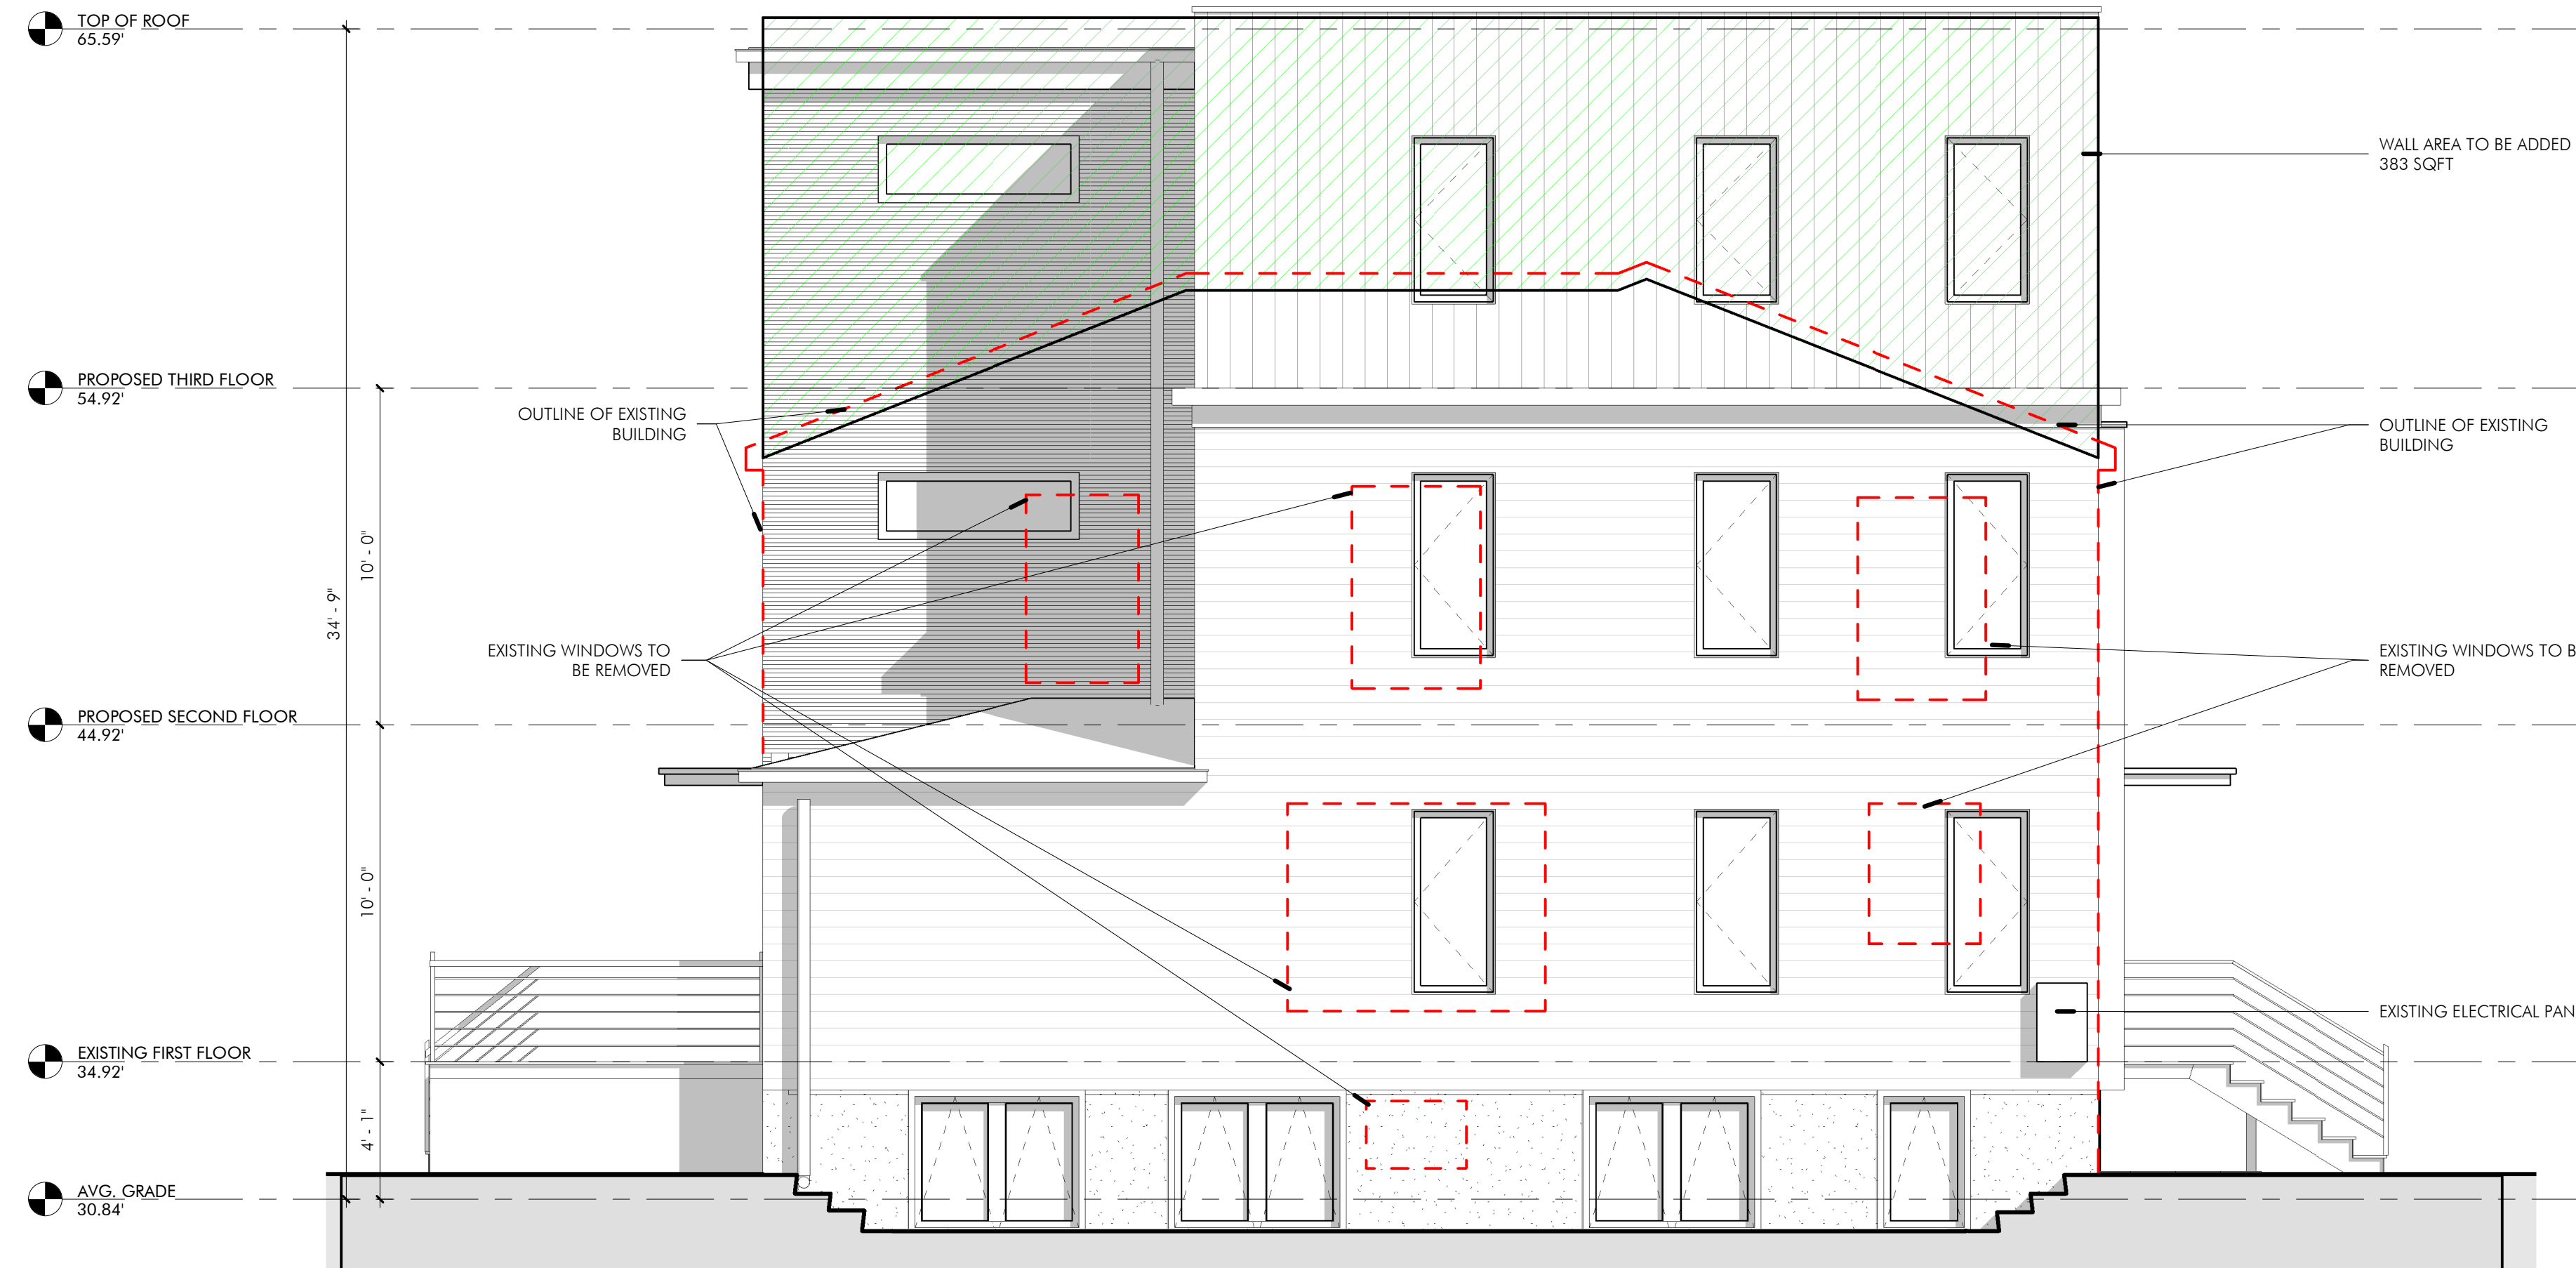 TOP OF ROOF
65.59'
WALL AREA TO BE ADDED
383 SQFT
PROPOSED THIRD FLOOR
54.92'
OUTLINE OF EXISTING
BUILDING
OUTLINE OF EXISTING
BUILDING
10' - 0"
34' - 9"
EXISTING WINDOWS TO
BE REMOVED
EXISTING WINDOWS TO B
REMOVED
PROPOSED SECOND FLOOR
44.92'
10' - 0"
EXISTING ELECTRICAL PAN
EXISTING FIRST FLOOR
34.92'
4' - 1"
AVG. GRADE
30.84'